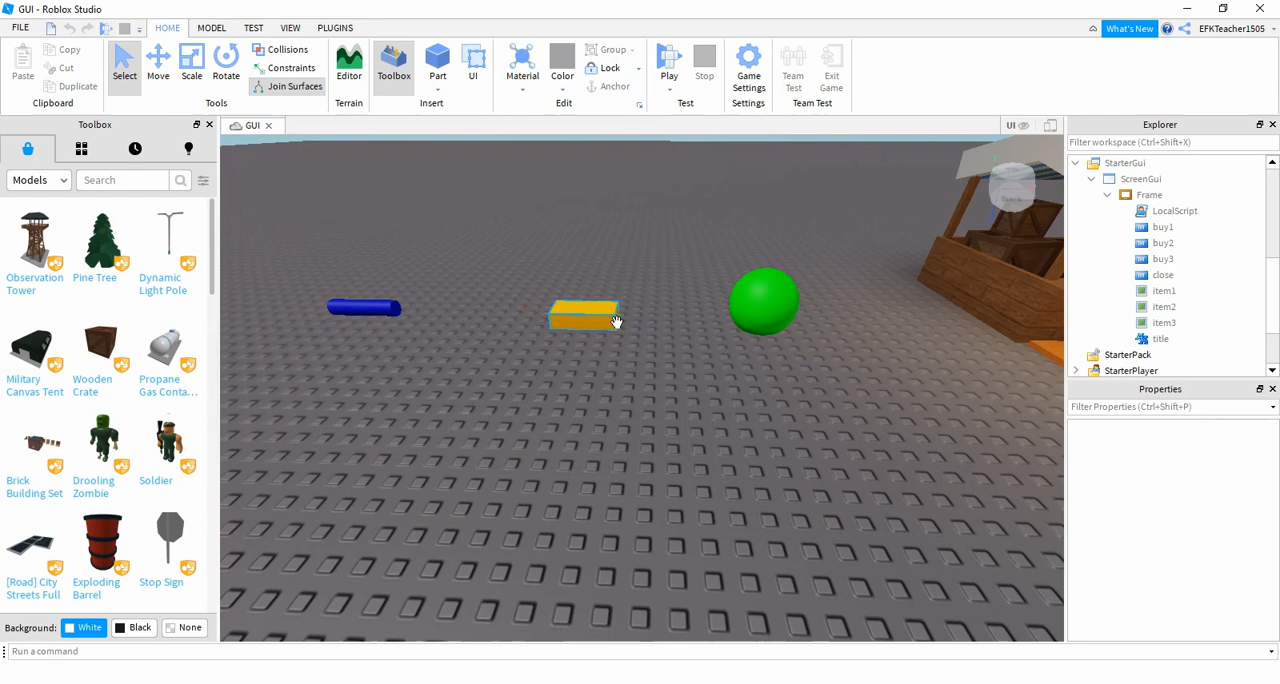 GUI - Roblox Studio
FILE HOME MODEL TEST VIEW PLUGINS What's New EFKTeacher1505
Paste Copy Cut Duplicate Clipboard
Select Move Scale Rotate Collisions Constraints Join Surfaces Tools
Editor Terrain
Toolbox Part UI Insert
Material Color Group Lock Anchor Edit
Play Stop Test
Game Settings Settings
Team Test Exit Game Team Test
Toolbox
Models Search
Observation Tower
Pine Tree
Dynamic Light Pole
Military Canvas Tent
Wooden Crate
Propane Gas Conta...
Brick Building Set
Drooling Zombie
Soldier
[Road] City Streets Full
Exploding Barrel
Stop Sign
Background: White Black None
GUI
UI
Explorer
Filter workspace (Ctrl+Shift+X)
StarterGui
ScreenGui
Frame
LocalScript
buy1
buy2
buy3
close
item1
item2
item3
title
StarterPack
StarterPlayer
Properties
Filter Properties (Ctrl+Shift+P)
Run a command